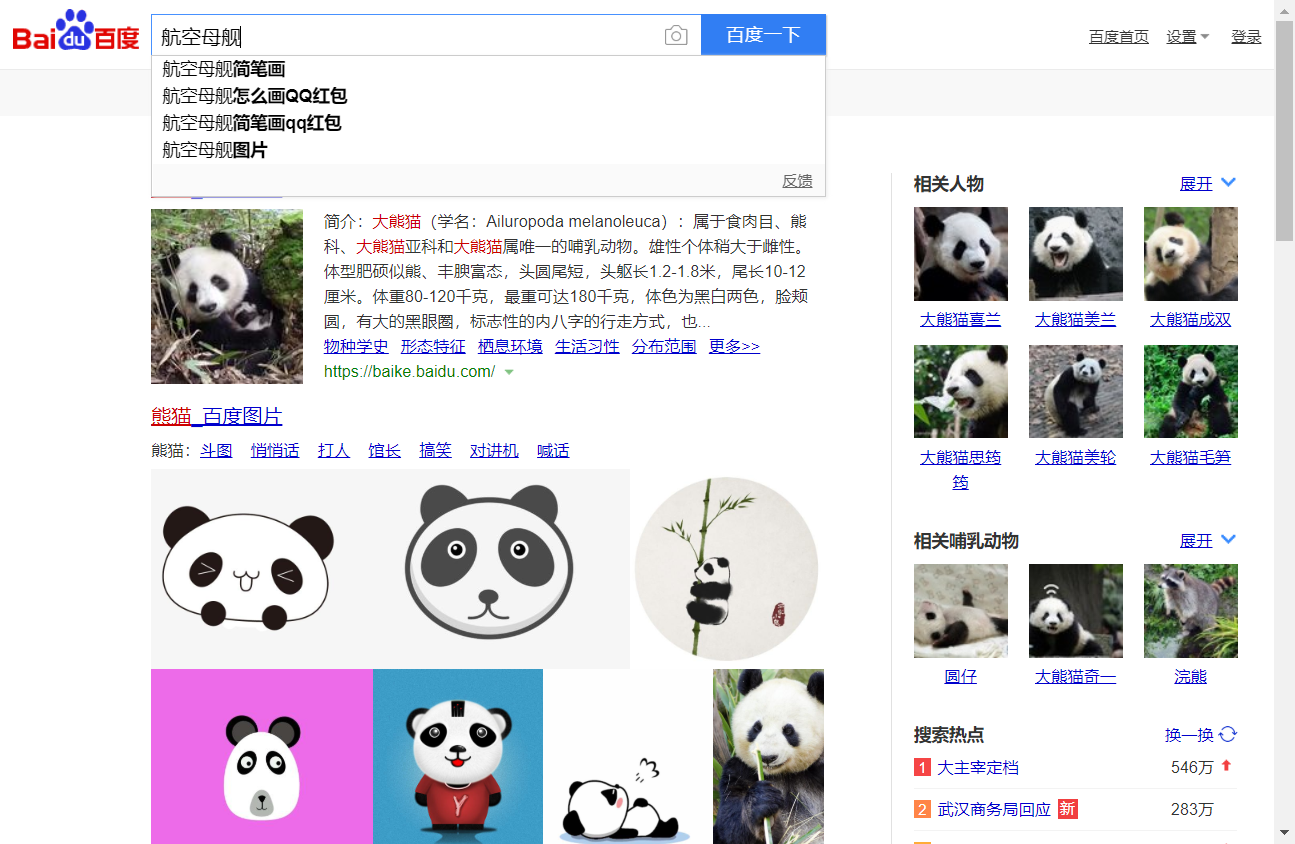 Bai du 百度
航空母舰
百度一下
百度首页 设置 登录
航空母舰简笔画
航空母舰怎么画QQ红包
航空母舰简笔画qq红包
航空母舰图片
反馈
简介：大熊猫（学名：Ailuropoda melanoleuca）：属于食肉目、熊
科、大熊猫亚科和大熊猫属唯一的哺乳动物。雄性个体稍大于雌性。
体型肥硕似熊、丰腴富态，头圆尾短，头躯长1.2-1.8米，尾长10-12
厘米。体重80-120千克，最重可达180千克，体色为黑白两色，脸颊
圆，有大的黑眼圈，标志性的内八字的行走方式，也...
物种学史 形态特征 栖息环境 生活习性 分布范围 更多>>
https://baike.baidu.com/
熊猫_百度图片
熊猫： 斗图 悄悄话 打人 馆长 搞笑 对讲机 喊话
Y
相关人物 展开
大熊猫喜兰 大熊猫美兰 大熊猫成双
大熊猫思筠
筠
大熊猫美轮 大熊猫毛笋
相关哺乳动物 展开
圆仔 大熊猫奇一 浣熊
搜索热点 换一换
1 大主宰定档 546万
2 武汉商务局回应 新 283万